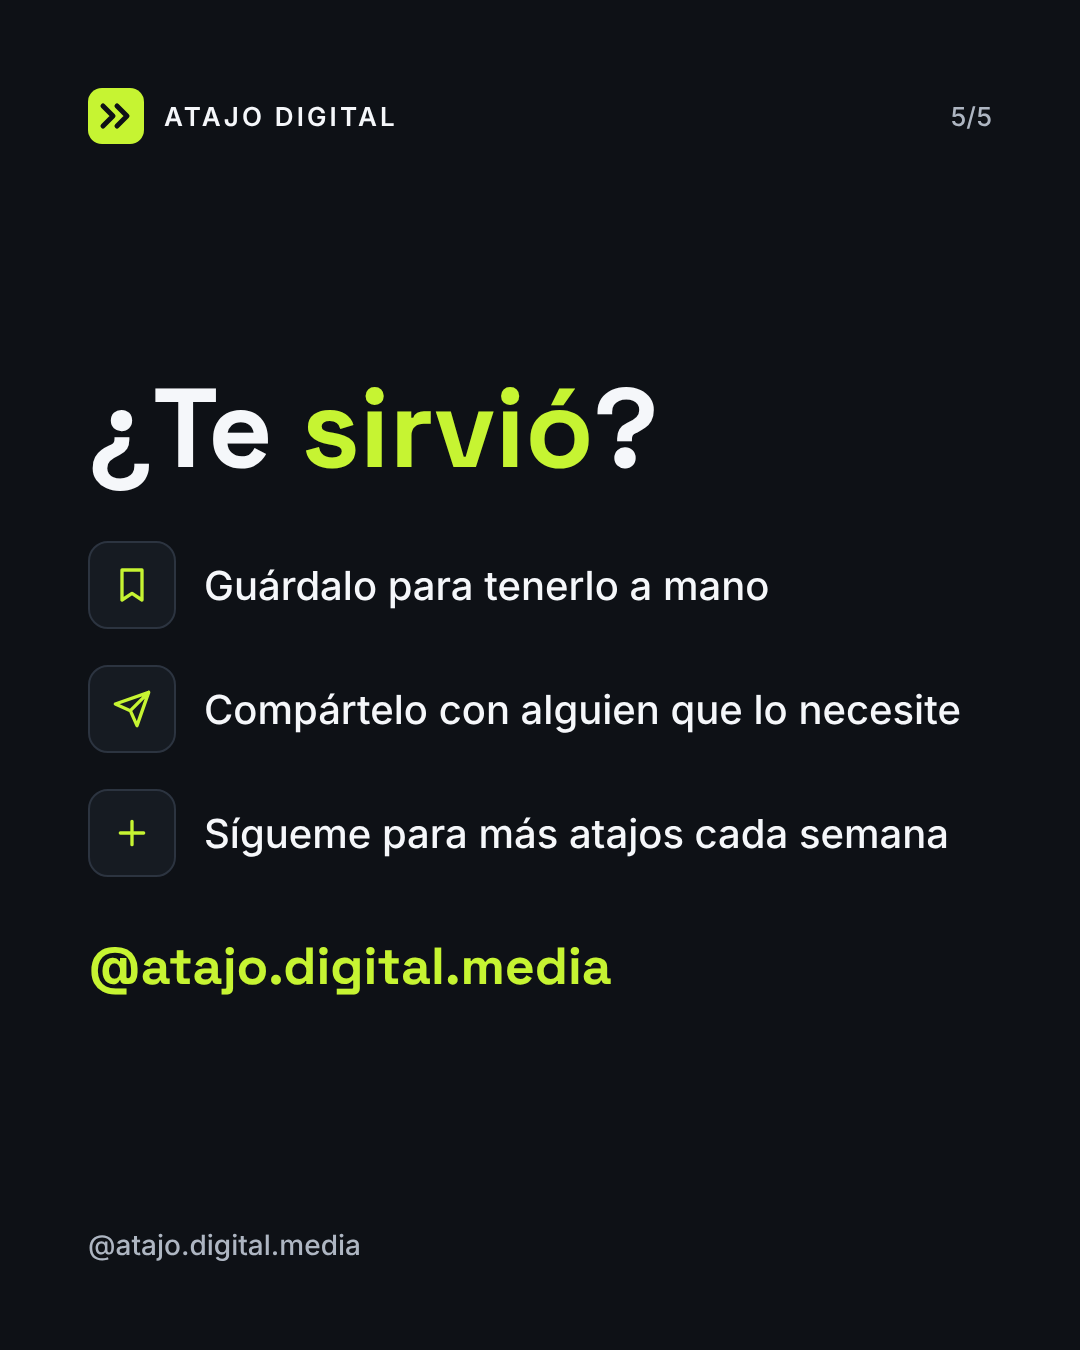 ATAJO DIGITAL
5/5
¿Te sirvió?
Guárdalo para tenerlo a mano
Compártelo con alguien que lo necesite
Sígueme para más atajos cada semana
@atajo.digital.media
@atajo.digital.media